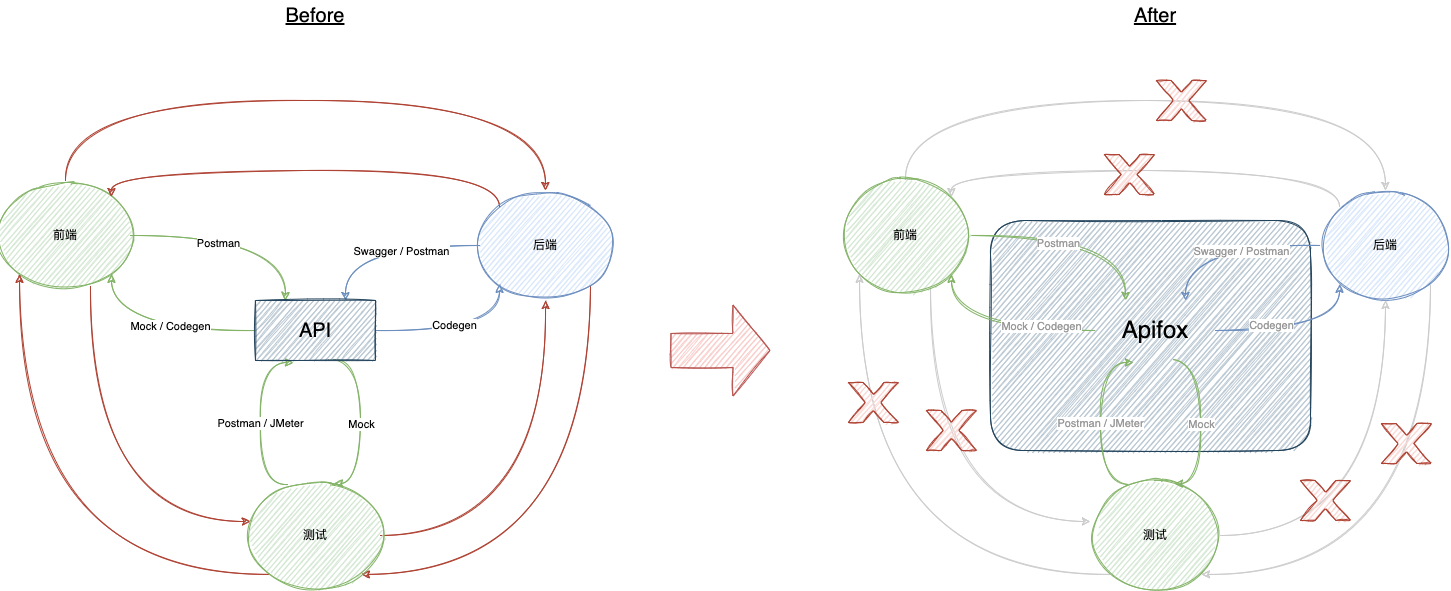 Before
前端
后端
Postman
Swagger / Postman
Mock / Codegen
API
Codegen
Postman / JMeter
Mock
测试
After
前端
后端
Postman
Swagger / Postman
Mock / Codegen
Apifox
Codegen
Postman / JMeter
Mock
测试